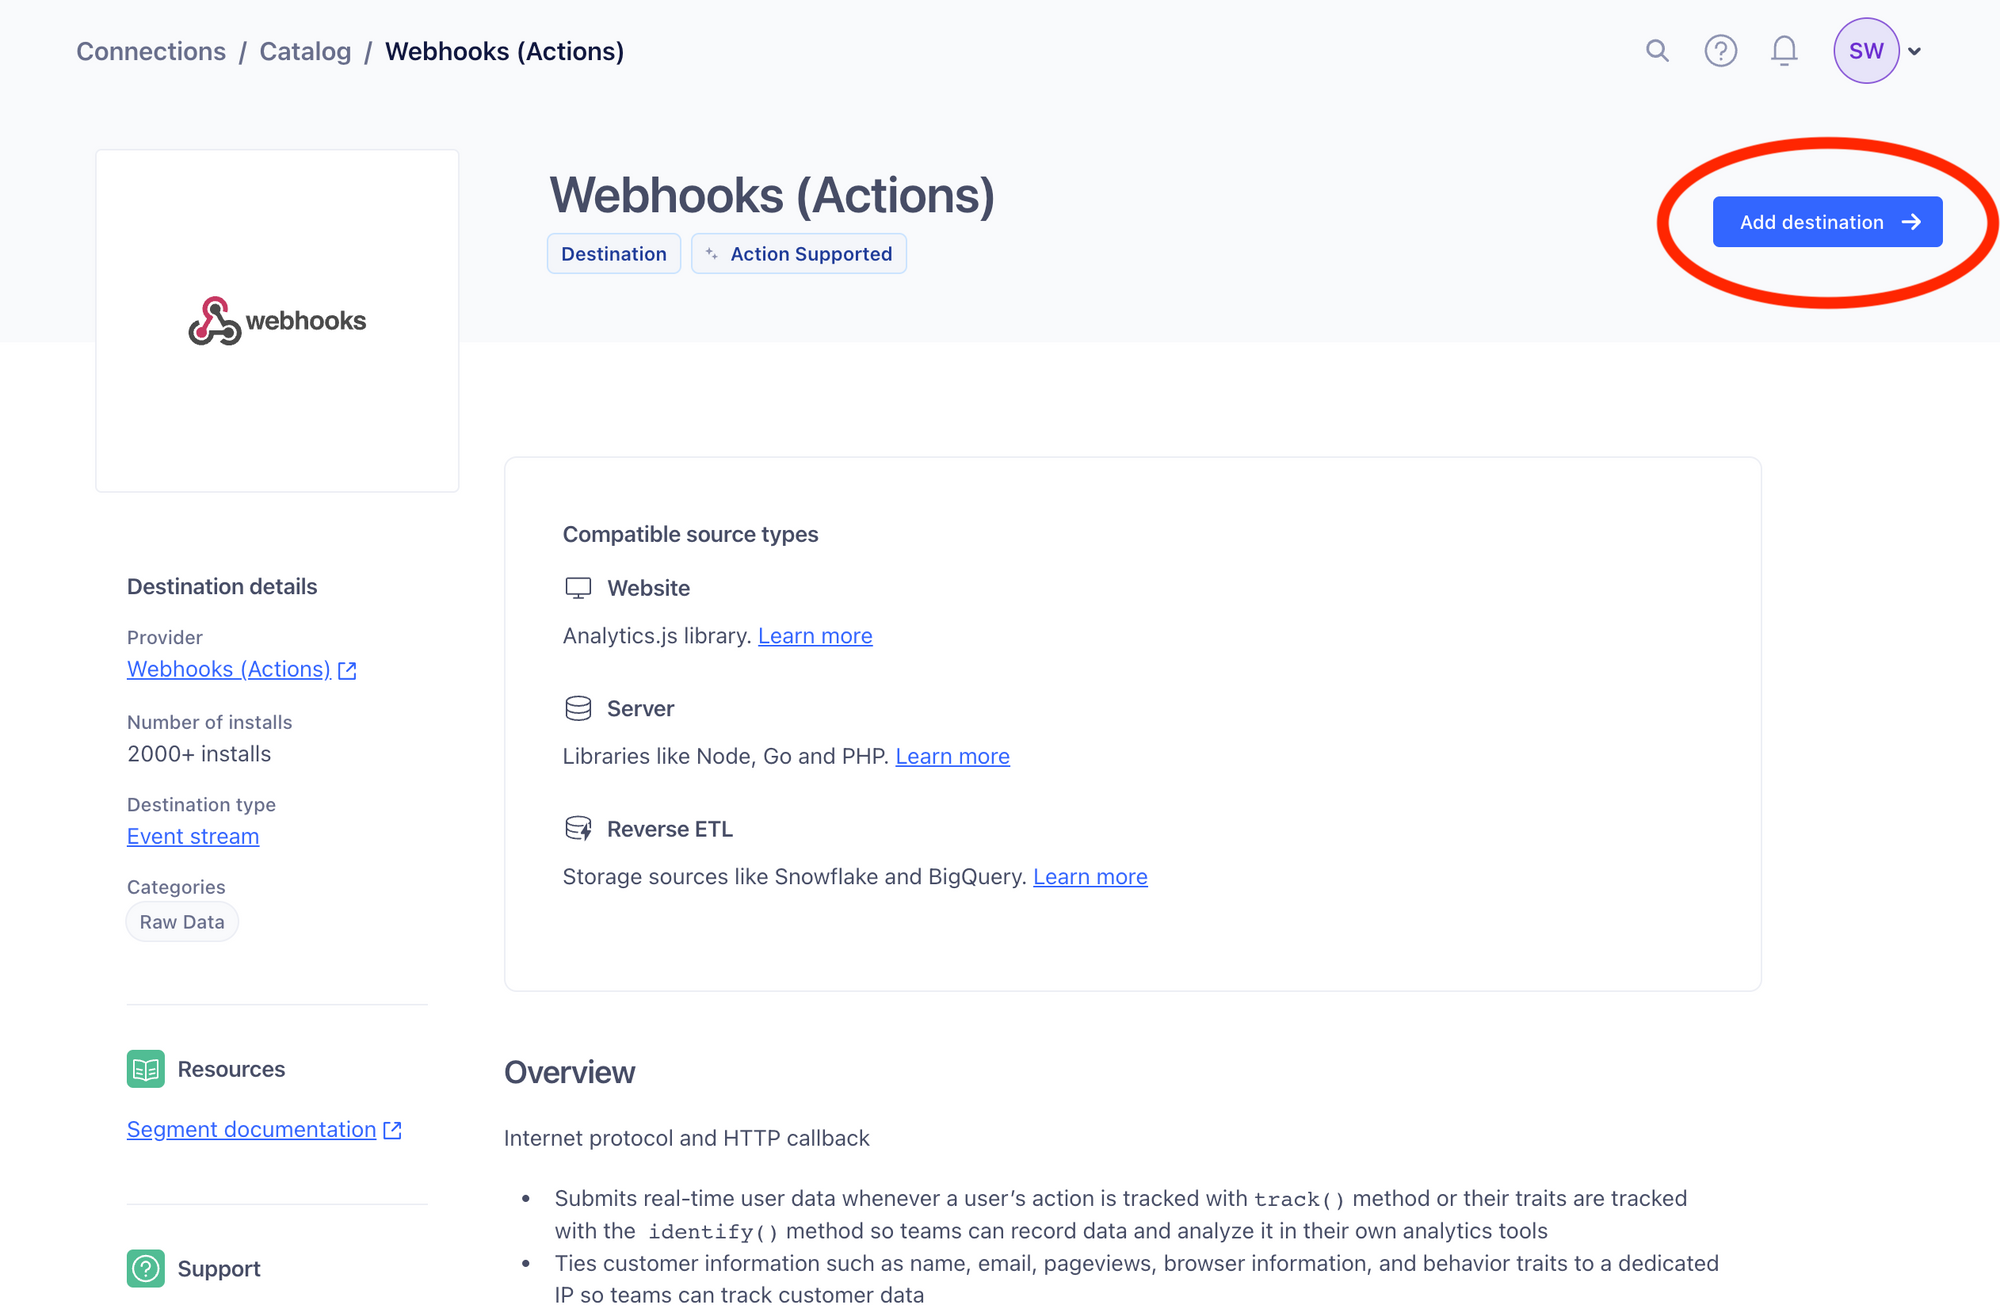 Connections / Catalog / Webhooks (Actions)
SW
webhooks
Webhooks (Actions)
Destination
Action Supported
Add destination →
Destination details
Provider
Webhooks (Actions)
Number of installs
2000+ installs
Destination type
Event stream
Categories
Raw Data
Resources
Segment documentation
Support
Compatible source types
Website
Analytics.js library. Learn more
Server
Libraries like Node, Go and PHP. Learn more
Reverse ETL
Storage sources like Snowflake and BigQuery. Learn more
Overview
Internet protocol and HTTP callback
• Submits real-time user data whenever a user’s action is tracked with track() method or their traits are tracked
with the identify() method so teams can record data and analyze it in their own analytics tools
• Ties customer information such as name, email, pageviews, browser information, and behavior traits to a dedicated
IP so teams can track customer data